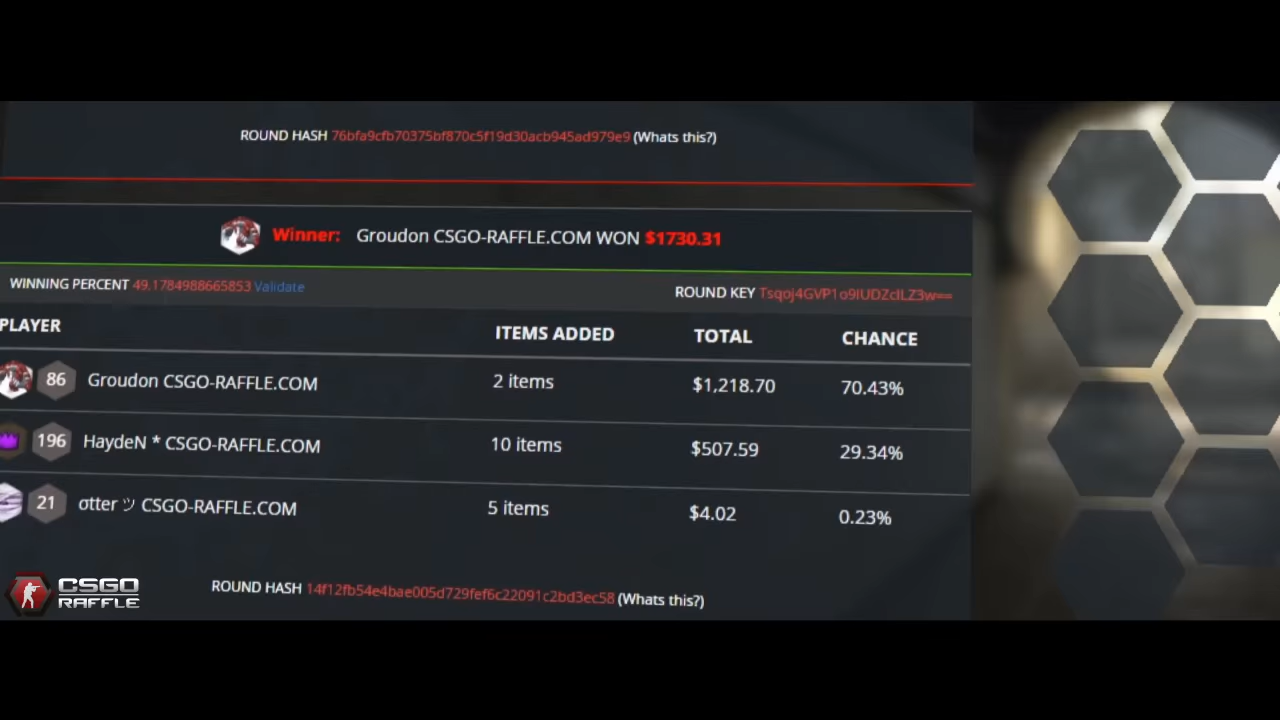 ROUND HASH 76bfa9cfb70375bf870c5f19d30acb945ad979e9 (Whats this?)
Winner: Groudon CSGO-RAFFLE.COM WON $1730.31
WINNING PERCENT 49.1784988665853 Validate ROUND KEY Tsqoj4GVP1o9IUDZcILZ3w==
PLAYER ITEMS ADDED TOTAL CHANCE
86 Groudon CSGO-RAFFLE.COM 2 items $1,218.70 70.43%
196 HaydeN * CSGO-RAFFLE.COM 10 items $507.59 29.34%
21 σtter ツ CSGO-RAFFLE.COM 5 items $4.02 0.23%
ROUND HASH 14f12fb54e4bae005d729fef6c22091c2bd3ec58 (Whats this?)
CSGO
RAFFLE